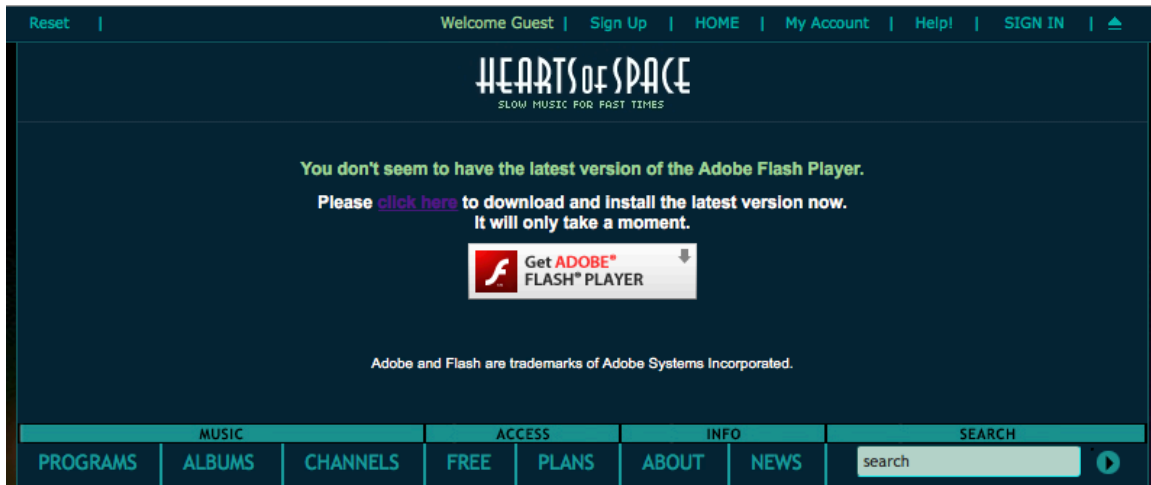 Reset |
Welcome Guest | Sign Up | HOME | My Account | Help! | SIGN IN |
HEARTS OF SPACE
SLOW MUSIC FOR FAST TIMES
You don't seem to have the latest version of the Adobe Flash Player.
Please click here to download and install the latest version now.
It will only take a moment.
Get ADOBE®
FLASH® PLAYER
Adobe and Flash are trademarks of Adobe Systems Incorporated.
MUSIC ACCESS INFO SEARCH
PROGRAMS ALBUMS CHANNELS FREE PLANS ABOUT NEWS search